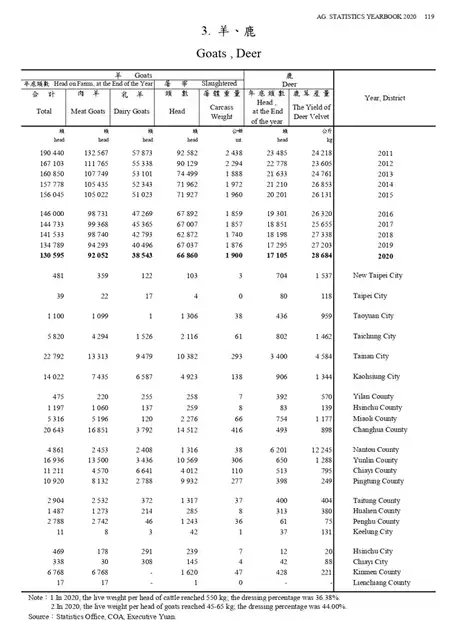 AG. STATISTICS YEARBOOK 2020 119
3. 羊、鹿
Goats , Deer
羊 Goats 鹿
年底頭數 Head on Farms, at the End of the Year 屠宰 Slaughtered Deer
合計 肉羊 乳羊 頭數 屠體重量 年底頭數 鹿茸產量 Year, District
Total Meat Goats Dairy Goats Head Carcass Weight Head , at the End of the year The Yield of Deer Velvet
頭 頭 頭 頭 公噸 頭 公斤
head head head head mt head kg
190 440 132 567 57 873 92 582 2 438 23 485 24 218 2011
167 103 111 765 55 338 90 129 2 294 22 778 23 605 2012
160 850 107 749 53 101 74 499 1 888 21 633 24 761 2013
157 778 105 435 52 343 71 962 1 972 21 210 26 853 2014
156 045 105 022 51 023 71 927 1 960 20 201 26 131 2015
146 000 98 731 47 269 67 892 1 859 19 301 26 320 2016
144 733 99 368 45 365 67 007 1 857 18 851 25 655 2017
141 533 98 740 42 793 62 872 1 740 18 198 27 338 2018
134 789 94 293 40 496 67 037 1 876 17 295 27 203 2019
130 595 92 052 38 543 66 860 1 900 17 105 28 684 2020
481 359 122 103 3 704 1 537 New Taipei City
39 22 17 4 0 80 118 Taipei City
1 100 1 099 1 1 306 38 436 959 Taoyuan City
5 820 4 294 1 526 2 116 61 802 1 462 Taichung City
22 792 13 313 9 479 10 382 293 3 400 4 584 Tainan City
14 022 7 435 6 587 4 923 138 906 1 344 Kaohsiung City
475 220 255 258 7 392 570 Yilan County
1 197 1 060 137 259 8 83 139 Hsinchu County
5 316 5 196 120 2 276 66 754 1 177 Miaoli County
20 643 16 851 3 792 14 512 416 493 898 Changhua County
4 861 2 453 2 408 1 316 38 6 201 12 245 Nantou County
16 936 13 500 3 436 10 569 306 650 1 288 Yunlin County
11 211 4 570 6 641 4 012 110 513 795 Chiayi County
10 920 8 132 2 788 9 932 277 398 249 Pingtung County
2 904 2 532 372 1 317 37 400 404 Taitung County
1 487 1 273 214 285 8 313 380 Hualien County
2 788 2 742 46 1 243 36 61 75 Penghu County
11 8 3 42 1 37 131 Keelung City
469 178 291 239 7 12 20 Hsinchu City
338 30 308 145 4 42 88 Chiayi City
6 768 6 768 - 1 620 47 428 221 Kinmen County
17 17 - 1 0 - - Lienchiang County
Note：1.In 2020, the live weight per head of cattle reached 550 kg; the dressing percentage was 36.38%.
2.In 2020, the live weight per head of goats reached 45-65 kg; the dressing percentage was 44.00%.
Source：Statistics Office, COA, Executive Yuan.